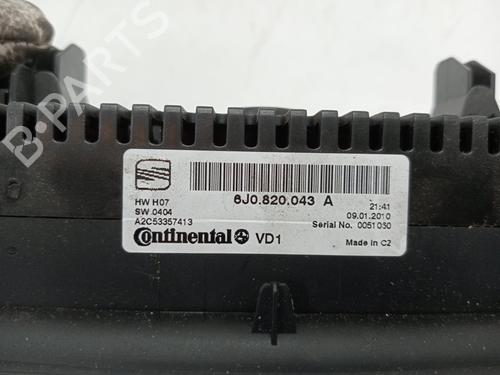 B-PARTS
6J0.820.043 A
HW H07
21:41
SW 0404
09.01.2010
A2C53357413
Serial No. 0051030
Continental VD1
Made in CZ